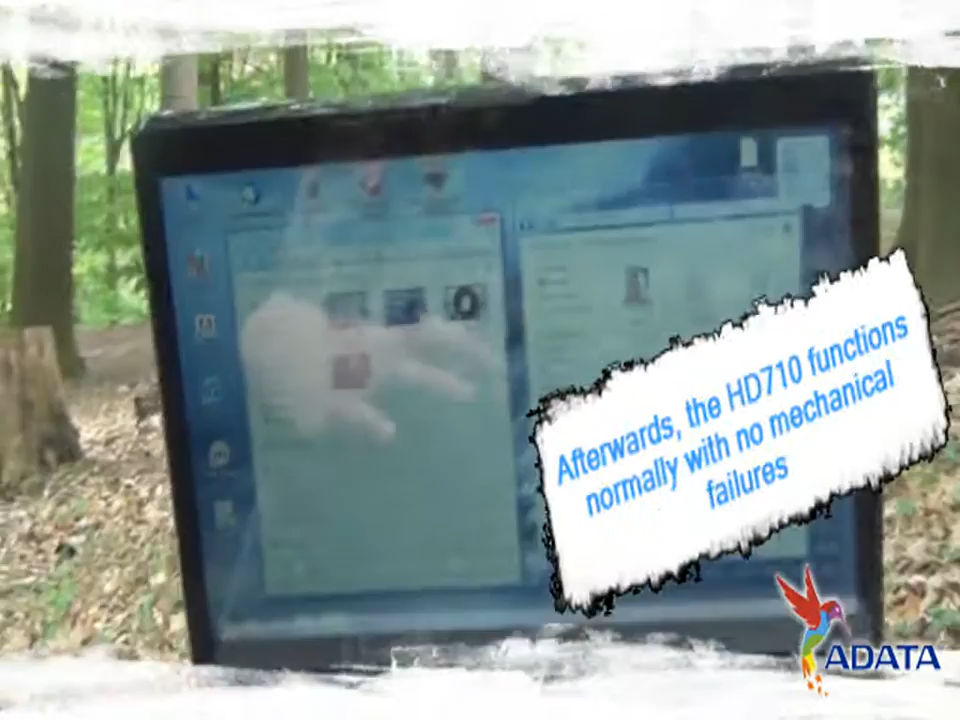 Afterwards, the HD710 functions
normally with no mechanical
failures
ADATA